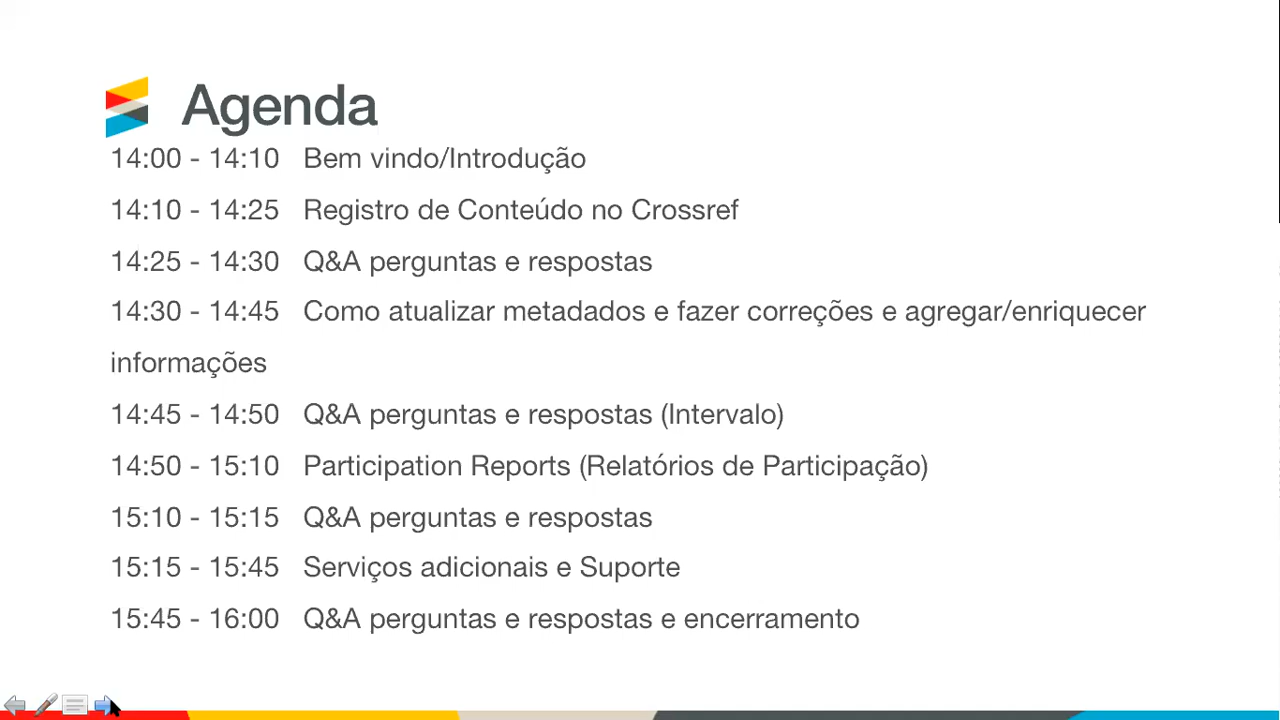 Agenda
14:00 - 14:10 Bem vindo/Introdução
14:10 - 14:25 Registro de Conteúdo no Crossref
14:25 - 14:30 Q&A perguntas e respostas
14:30 - 14:45 Como atualizar metadados e fazer correções e agregar/enriquecer
informações
14:45 - 14:50 Q&A perguntas e respostas (Intervalo)
14:50 - 15:10 Participation Reports (Relatórios de Participação)
15:10 - 15:15 Q&A perguntas e respostas
15:15 - 15:45 Serviços adicionais e Suporte
15:45 - 16:00 Q&A perguntas e respostas e encerramento